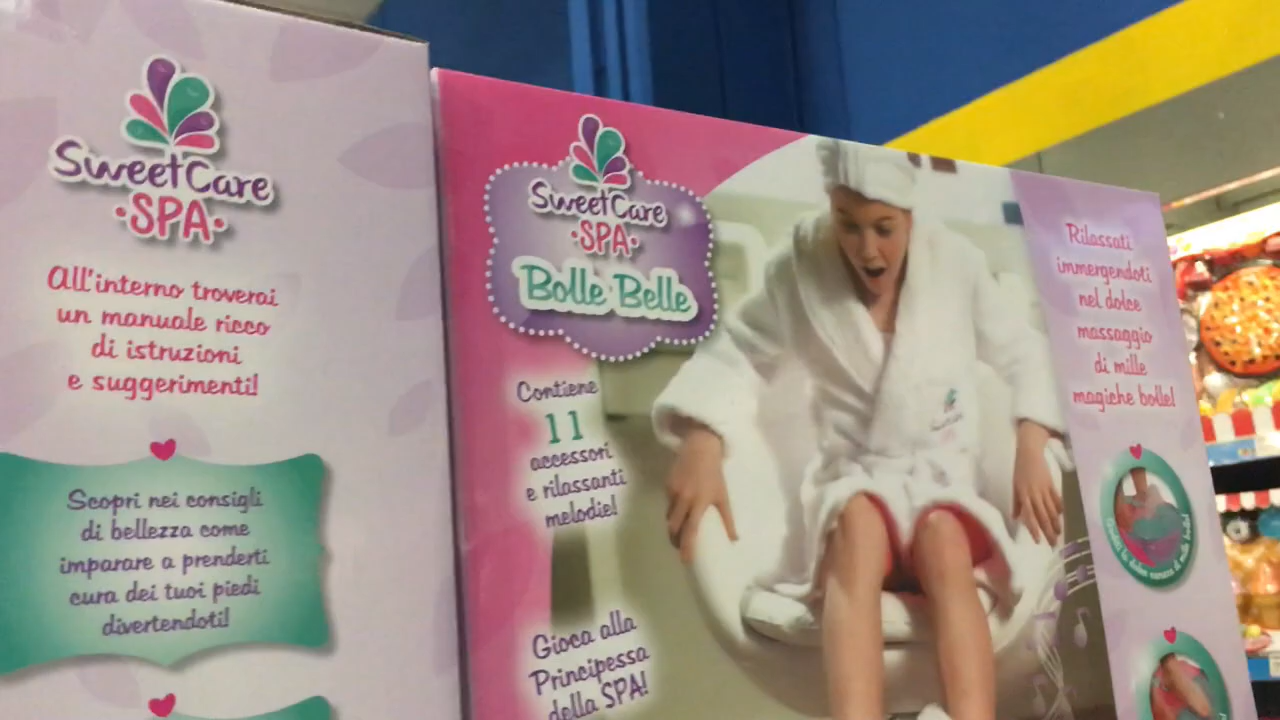 SweetCare
•SPA•
All'interno troverai
un manuale ricco
di istruzioni
e suggerimenti!
Scopri nei consigli
di bellezza come
imparare a prenderti
cura dei tuoi piedi
divertendoti!
SweetCare
•SPA•
Bolle Belle
Contiene
11
accessori
e rilassanti
melodie!
Gioca alla
Principessa
della SPA!
Rilassati
immergendoti
nel dolce
massaggio
di mille
magiche bolle!